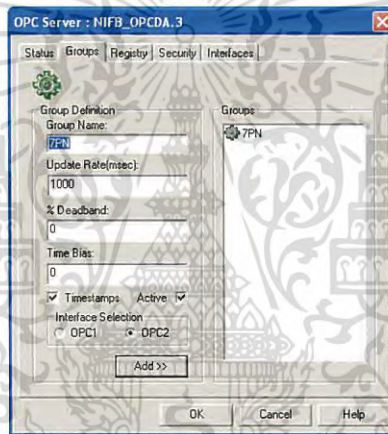 OPC Server : NIFB_OPCDA.3
Status Groups Registry Security Interfaces
Group Definition
Group Name:
7PN
Update Rate(msec):
1000
% Deadband:
0
Time Bias:
0
Timestamps Active
Interface Selection
OPC1 OPC2
Add >>
Groups
7PN
OK Cancel Help